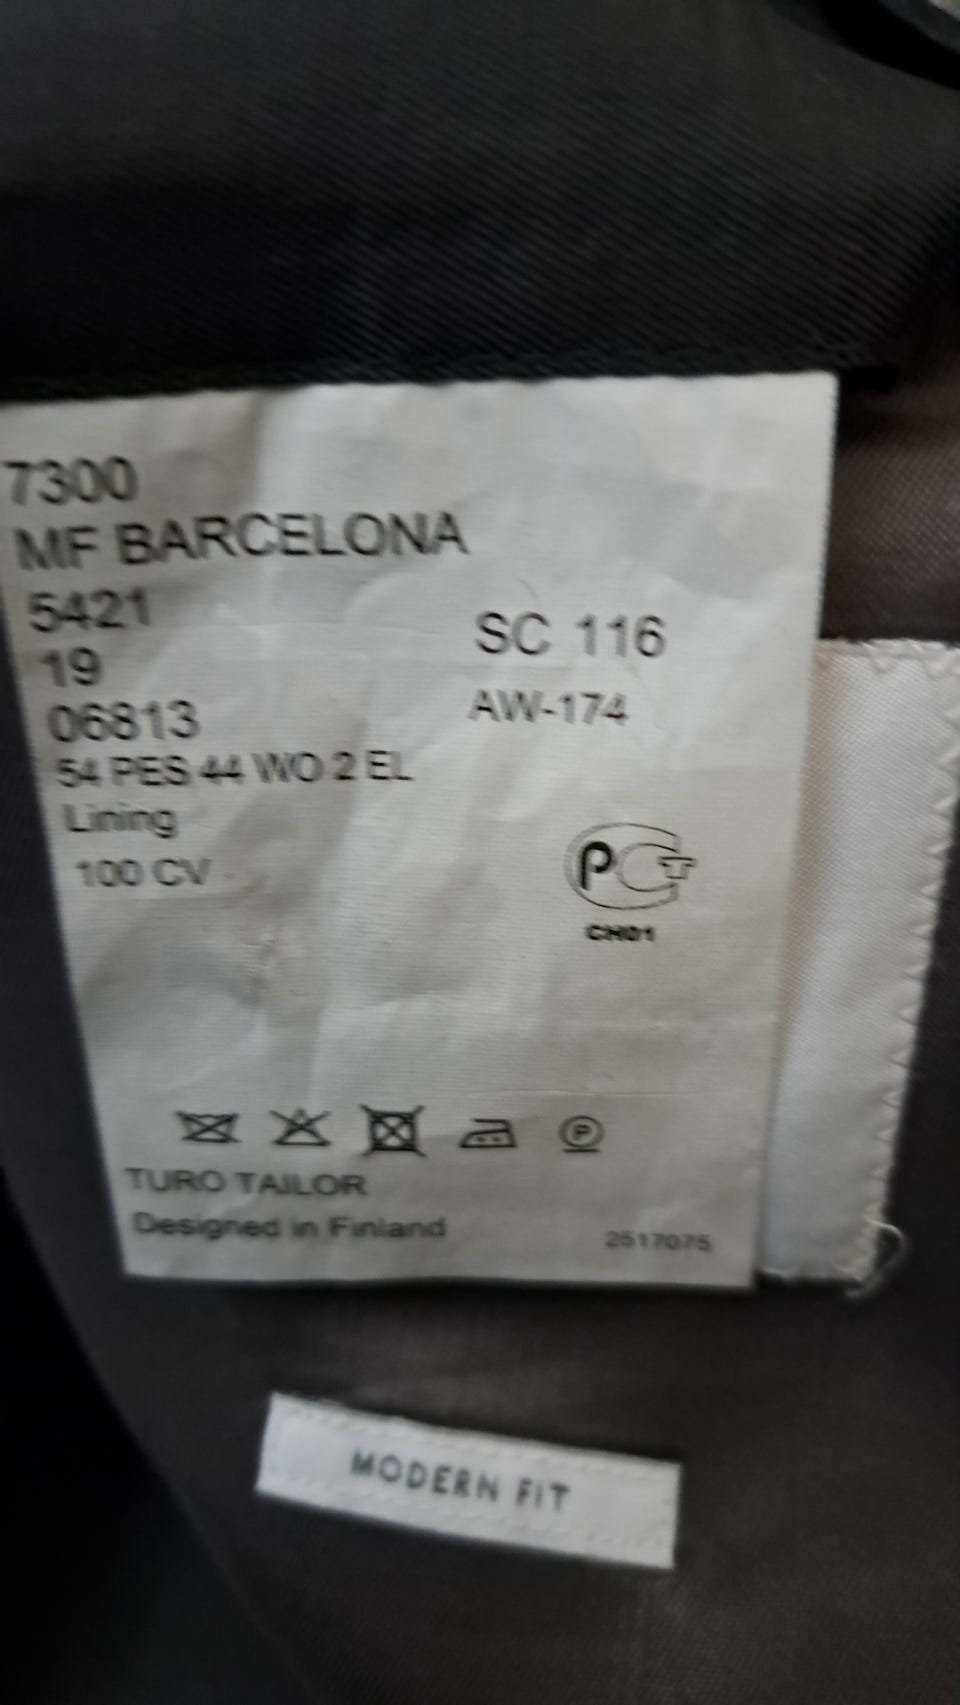 7300
MF BARCELONA
5421
SC 116
19
06813
AW-174
54 PES 44 WO 2 EL
Lining
100 CV
PCT
CH01
P
TURO TAILOR
Designed in Finland
2517075
MODERN FIT